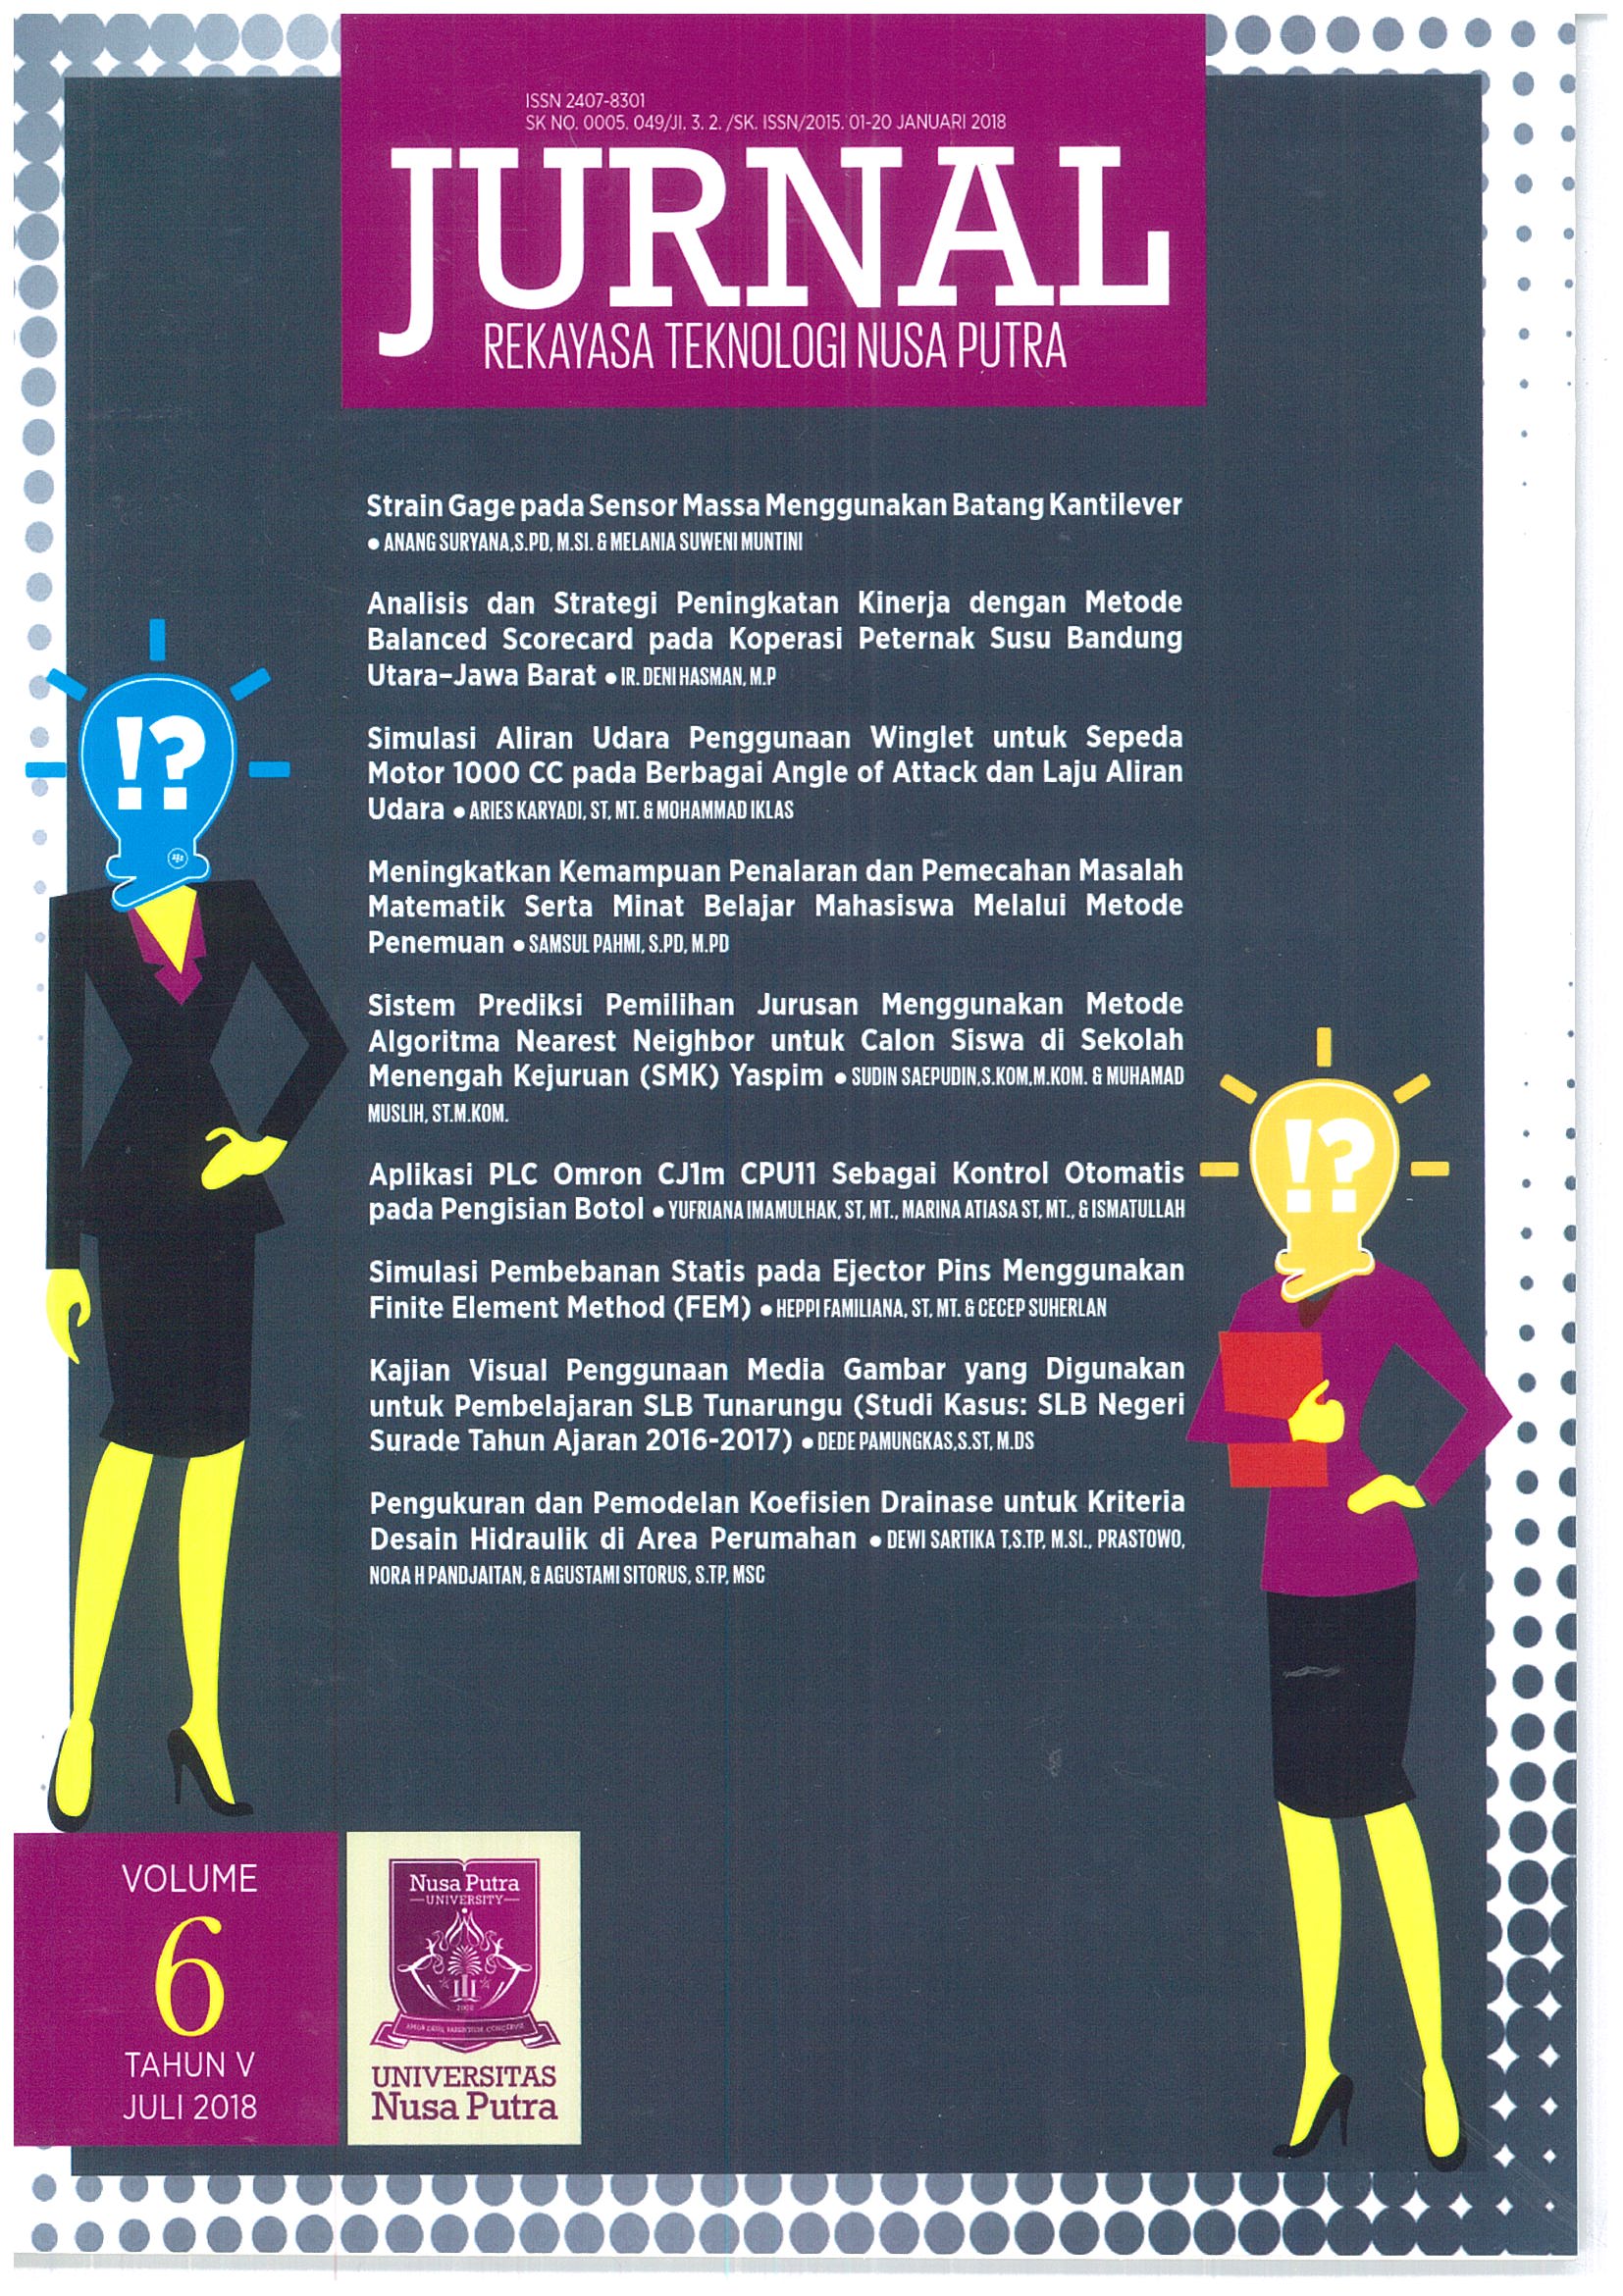 ISSN 2407-8301
SK NO. 0005. 049/JI. 3. 2. /SK. ISSN/2015. 01-20 JANUARI 2018
JURNAL
REKAYASA TEKNOLOGI NUSA PUTRA
Strain Gage pada Sensor Massa Menggunakan Batang Kantilever
● ANANG SURYANA,S.PD, M.SI. & MELANIA SUWENI MUNTINI
Analisis dan Strategi Peningkatan Kinerja dengan Metode
Balanced Scorecard pada Koperasi Peternak Susu Bandung
Utara–Jawa Barat ● IR. DENI HASMAN, M.P
Simulasi Aliran Udara Penggunaan Winglet untuk Sepeda
Motor 1000 CC pada Berbagai Angle of Attack dan Laju Aliran
Udara ● ARIES KARYADI, ST, MT. & MOHAMMAD IKLAS
Meningkatkan Kemampuan Penalaran dan Pemecahan Masalah
Matematik Serta Minat Belajar Mahasiswa Melalui Metode
Penemuan ● SAMSUL PAHMI, S.PD, M.PD
Sistem Prediksi Pemilihan Jurusan Menggunakan Metode
Algoritma Nearest Neighbor untuk Calon Siswa di Sekolah
Menengah Kejuruan (SMK) Yaspim ● SUDIN SAEPUDIN,S.KOM,M.KOM. & MUHAMAD
MUSLIH, ST.M.KOM.
Aplikasi PLC Omron CJ1m CPU11 Sebagai Kontrol Otomatis
pada Pengisian Botol ● YUFRIANA IMAMULHAK, ST, MT., MARINA ATIASA ST, MT., & ISMATULLAH
Simulasi Pembebanan Statis pada Ejector Pins Menggunakan
Finite Element Method (FEM) ● HEPPI FAMILIANA, ST, MT. & CECEP SUHERLAN
Kajian Visual Penggunaan Media Gambar yang Digunakan
untuk Pembelajaran SLB Tunarungu (Studi Kasus: SLB Negeri
Surade Tahun Ajaran 2016-2017) ● DEDE PAMUNGKAS,S.ST, M.DS
Pengukuran dan Pemodelan Koefisien Drainase untuk Kriteria
Desain Hidraulik di Area Perumahan ● DEWI SARTIKA T,S.TP, M.SI., PRASTOWO,
NORA H PANDJAITAN, & AGUSTAMI SITORUS, S.TP, MSC
!?
!?
VOLUME
6
TAHUN V
JULI 2018
Nusa Putra
UNIVERSITY
UNIVERSITAS
Nusa Putra